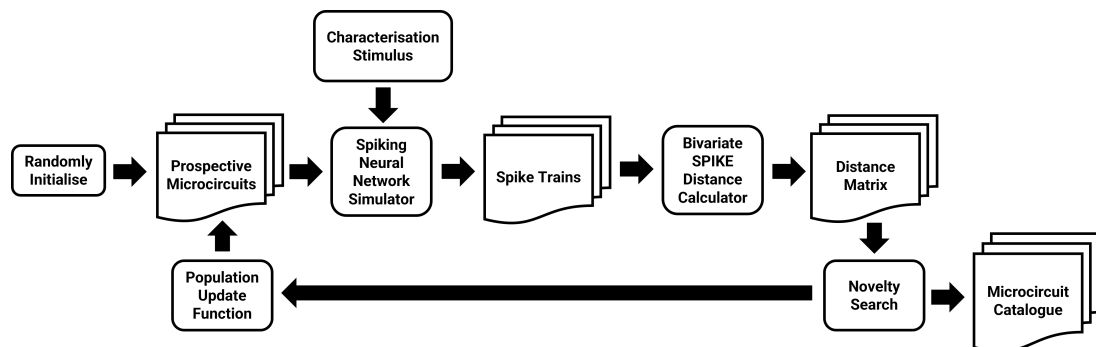 Characterisation
Stimulus
Randomly
Initialise
Prospective
Microcircuits
Spiking
Neural
Network
Simulator
Spike Trains
Bivariate
SPIKE
Distance
Calculator
Distance
Matrix
Population
Update
Function
Novelty
Search
Microcircuit
Catalogue